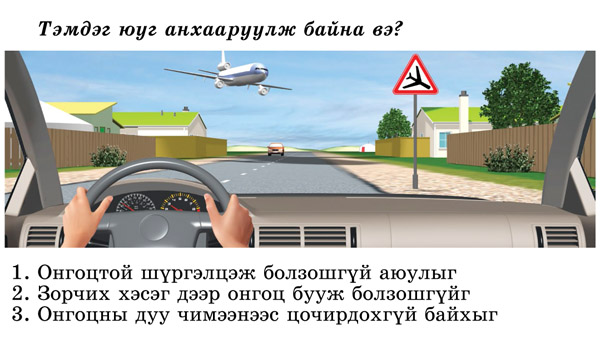 Тэмдэг юуг анхааруулж байна вэ?
1. Онгоцтой шүргэлцэж болзошгүй аюулыг
2. Зорчих хэсэг дээр онгоц бууж болзошгүйг
3. Онгоцны дуу чимээнээс цочирдохгүй байхыг